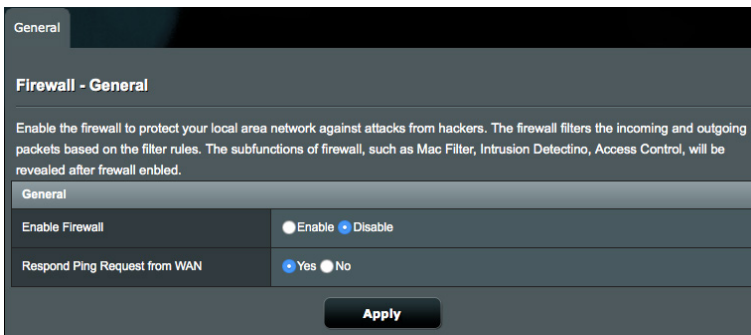 General
Firewall - General
Enable the firewall to protect your local area network against attacks from hackers. The firewall filters the incoming and outgoing
packets based on the filter rules. The subfunctions of firewall, such as Mac Filter, Intrusion Detectino, Access Control, will be
revealed after frewall enbled.
General
Enable Firewall Enable Disable
Respond Ping Request from WAN Yes No
Apply